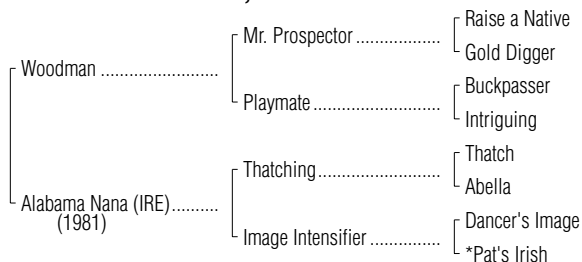 Raise a Native
Mr. Prospector ..................
Gold Digger
Woodman .........................
Buckpasser
Playmate .........................
Intriguing
Thatch
Thatching.........................
Abella
Alabama Nana (IRE)..........
(1981)
Dancer's Image
Image Intensifier ...............
*Pat's Irish